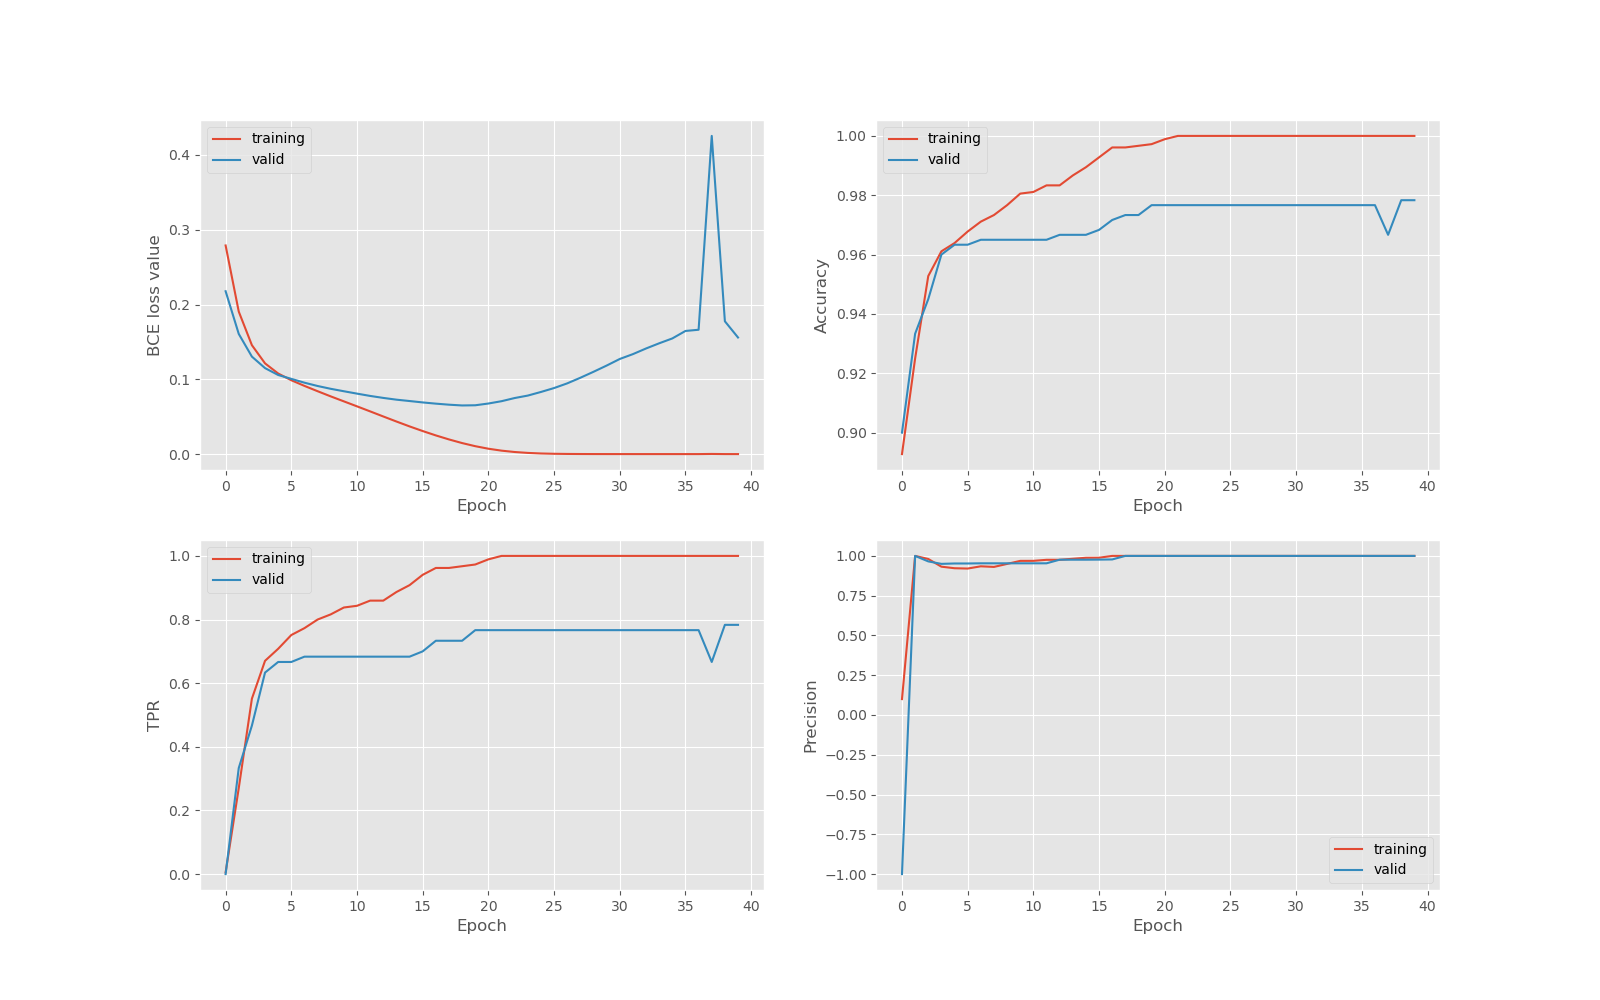 training
valid
0.4
0.3
0.2
0.1
0.0
BCE loss value
0 5 10 15 20 25 30 35 40
Epoch
training
valid
1.00
0.98
0.96
0.94
0.92
0.90
Accuracy
0 5 10 15 20 25 30 35 40
Epoch
training
valid
1.0
0.8
0.6
0.4
0.2
0.0
TPR
0 5 10 15 20 25 30 35 40
Epoch
1.00
0.75
0.50
0.25
0.00
−0.25
−0.50
−0.75
−1.00
Precision
training
valid
0 5 10 15 20 25 30 35 40
Epoch